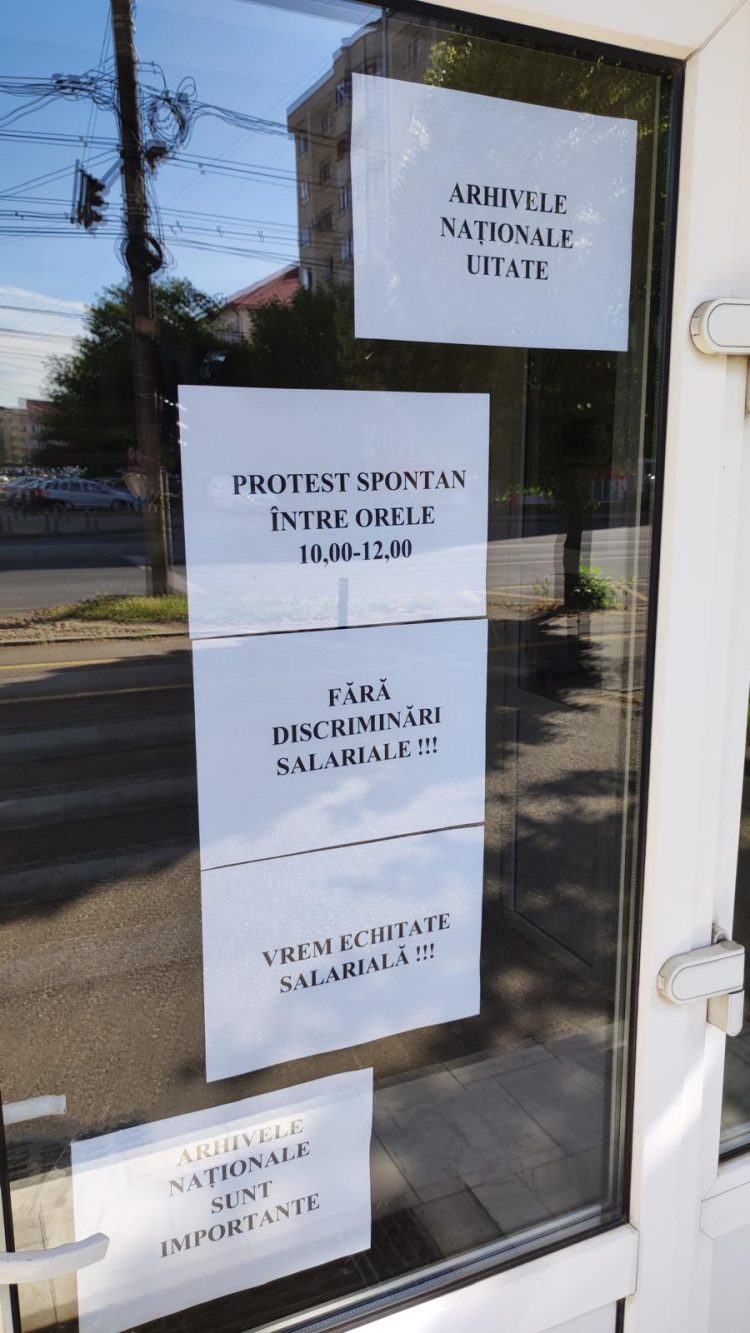 ARHIVELE
NAȚIONALE
UITATE
PROTEST SPONTAN
ÎNTRE ORELE
10,00-12,00
FĂRĂ
DISCRIMINĂRI
SALARIALE !!!
VREM ECHITATE
SALARIALĂ !!!
ARHIVELE
NAȚIONALE
SUNT
IMPORTANTE